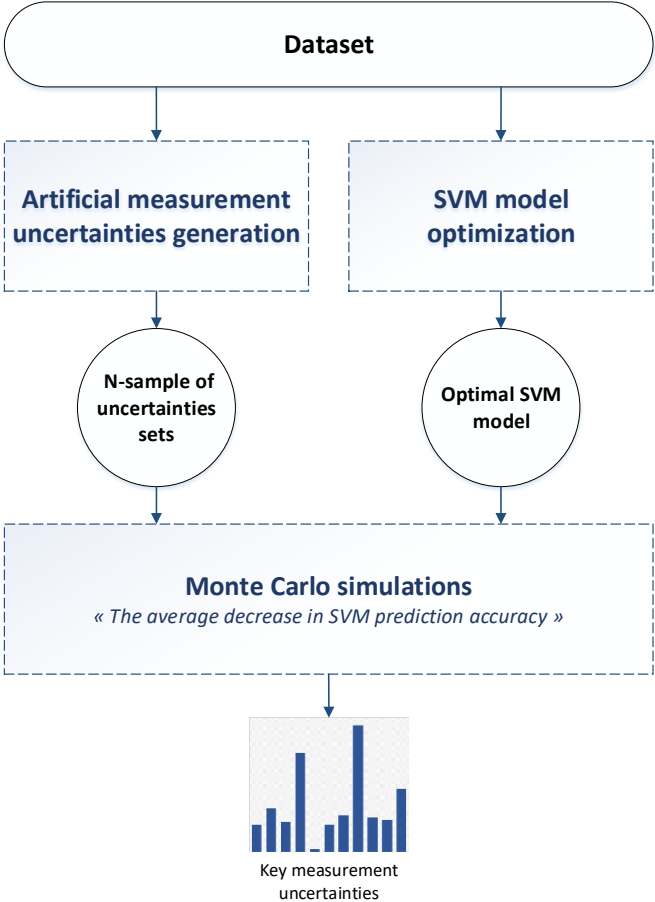 Dataset
Artificial measurement
uncertainties generation
SVM model
optimization
N-sample of
uncertainties
sets
Optimal SVM
model
Monte Carlo simulations
« The average decrease in SVM prediction accuracy »
Key measurement
uncertainties